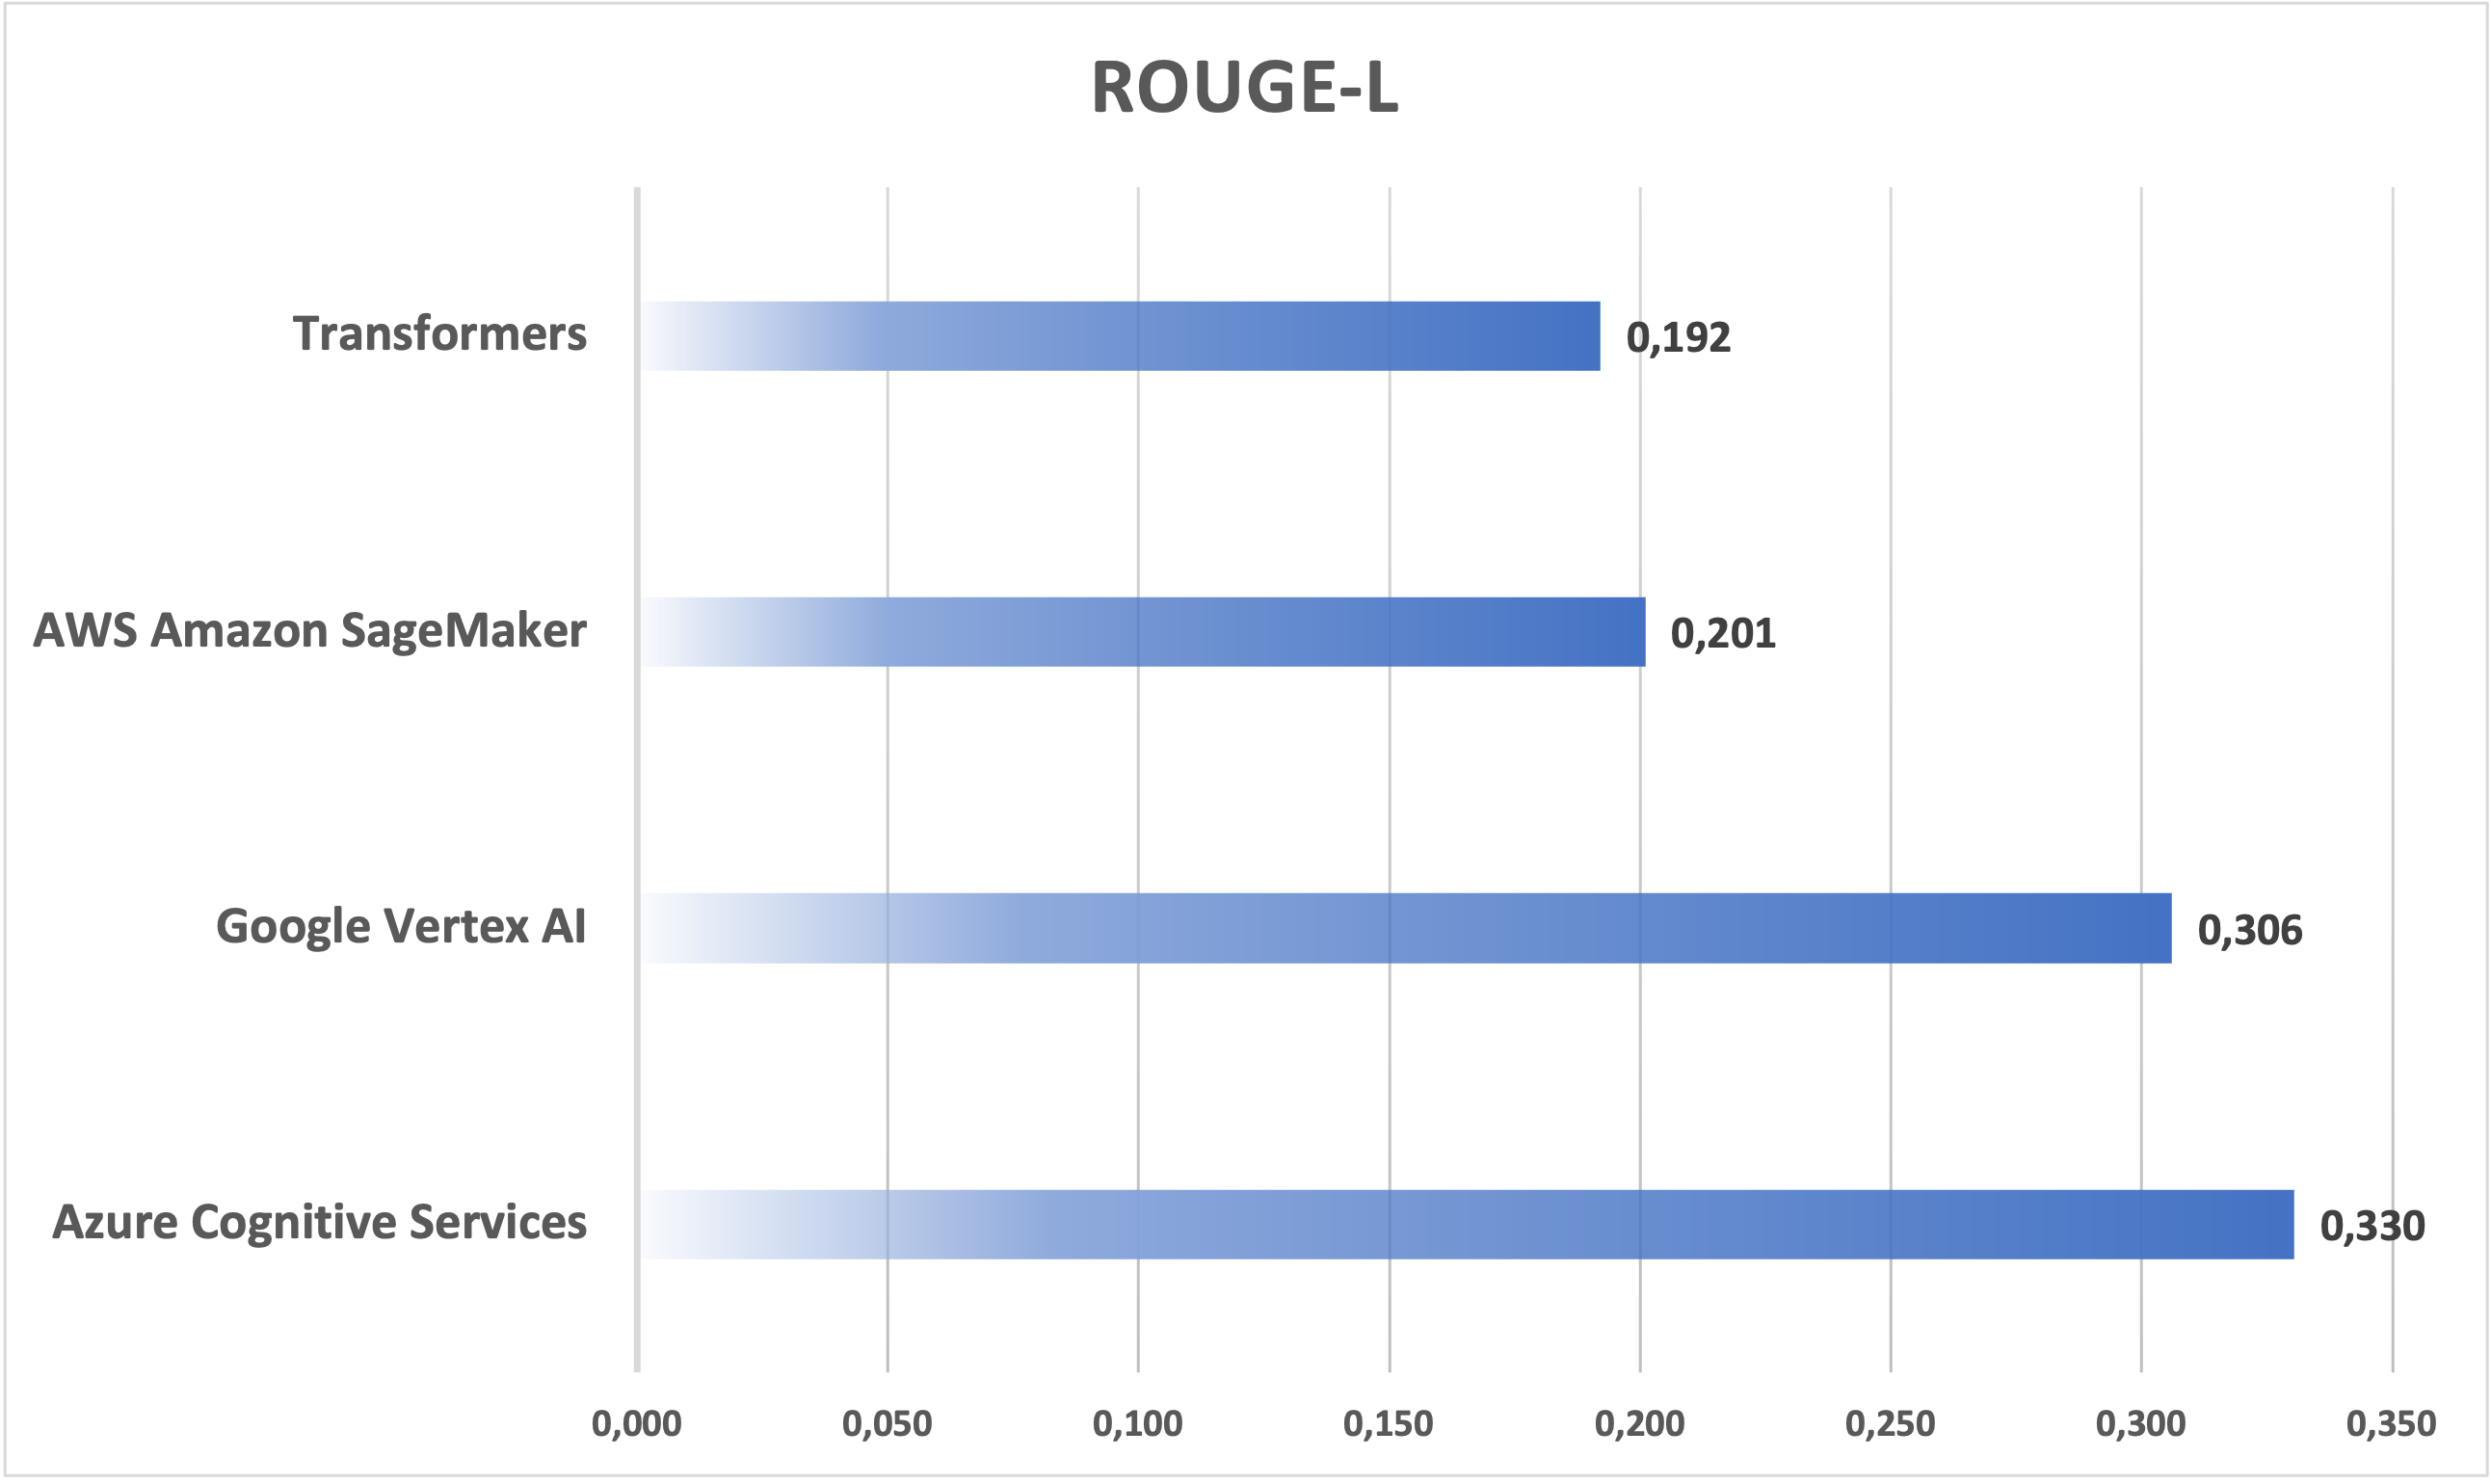 ROUGE-L
Transformers
0,192
AWS Amazon SageMaker
0,201
Google Vertex AI
0,306
Azure Cognitive Services
0,330
0,000 0,050 0,100 0,150 0,200 0,250 0,300 0,350